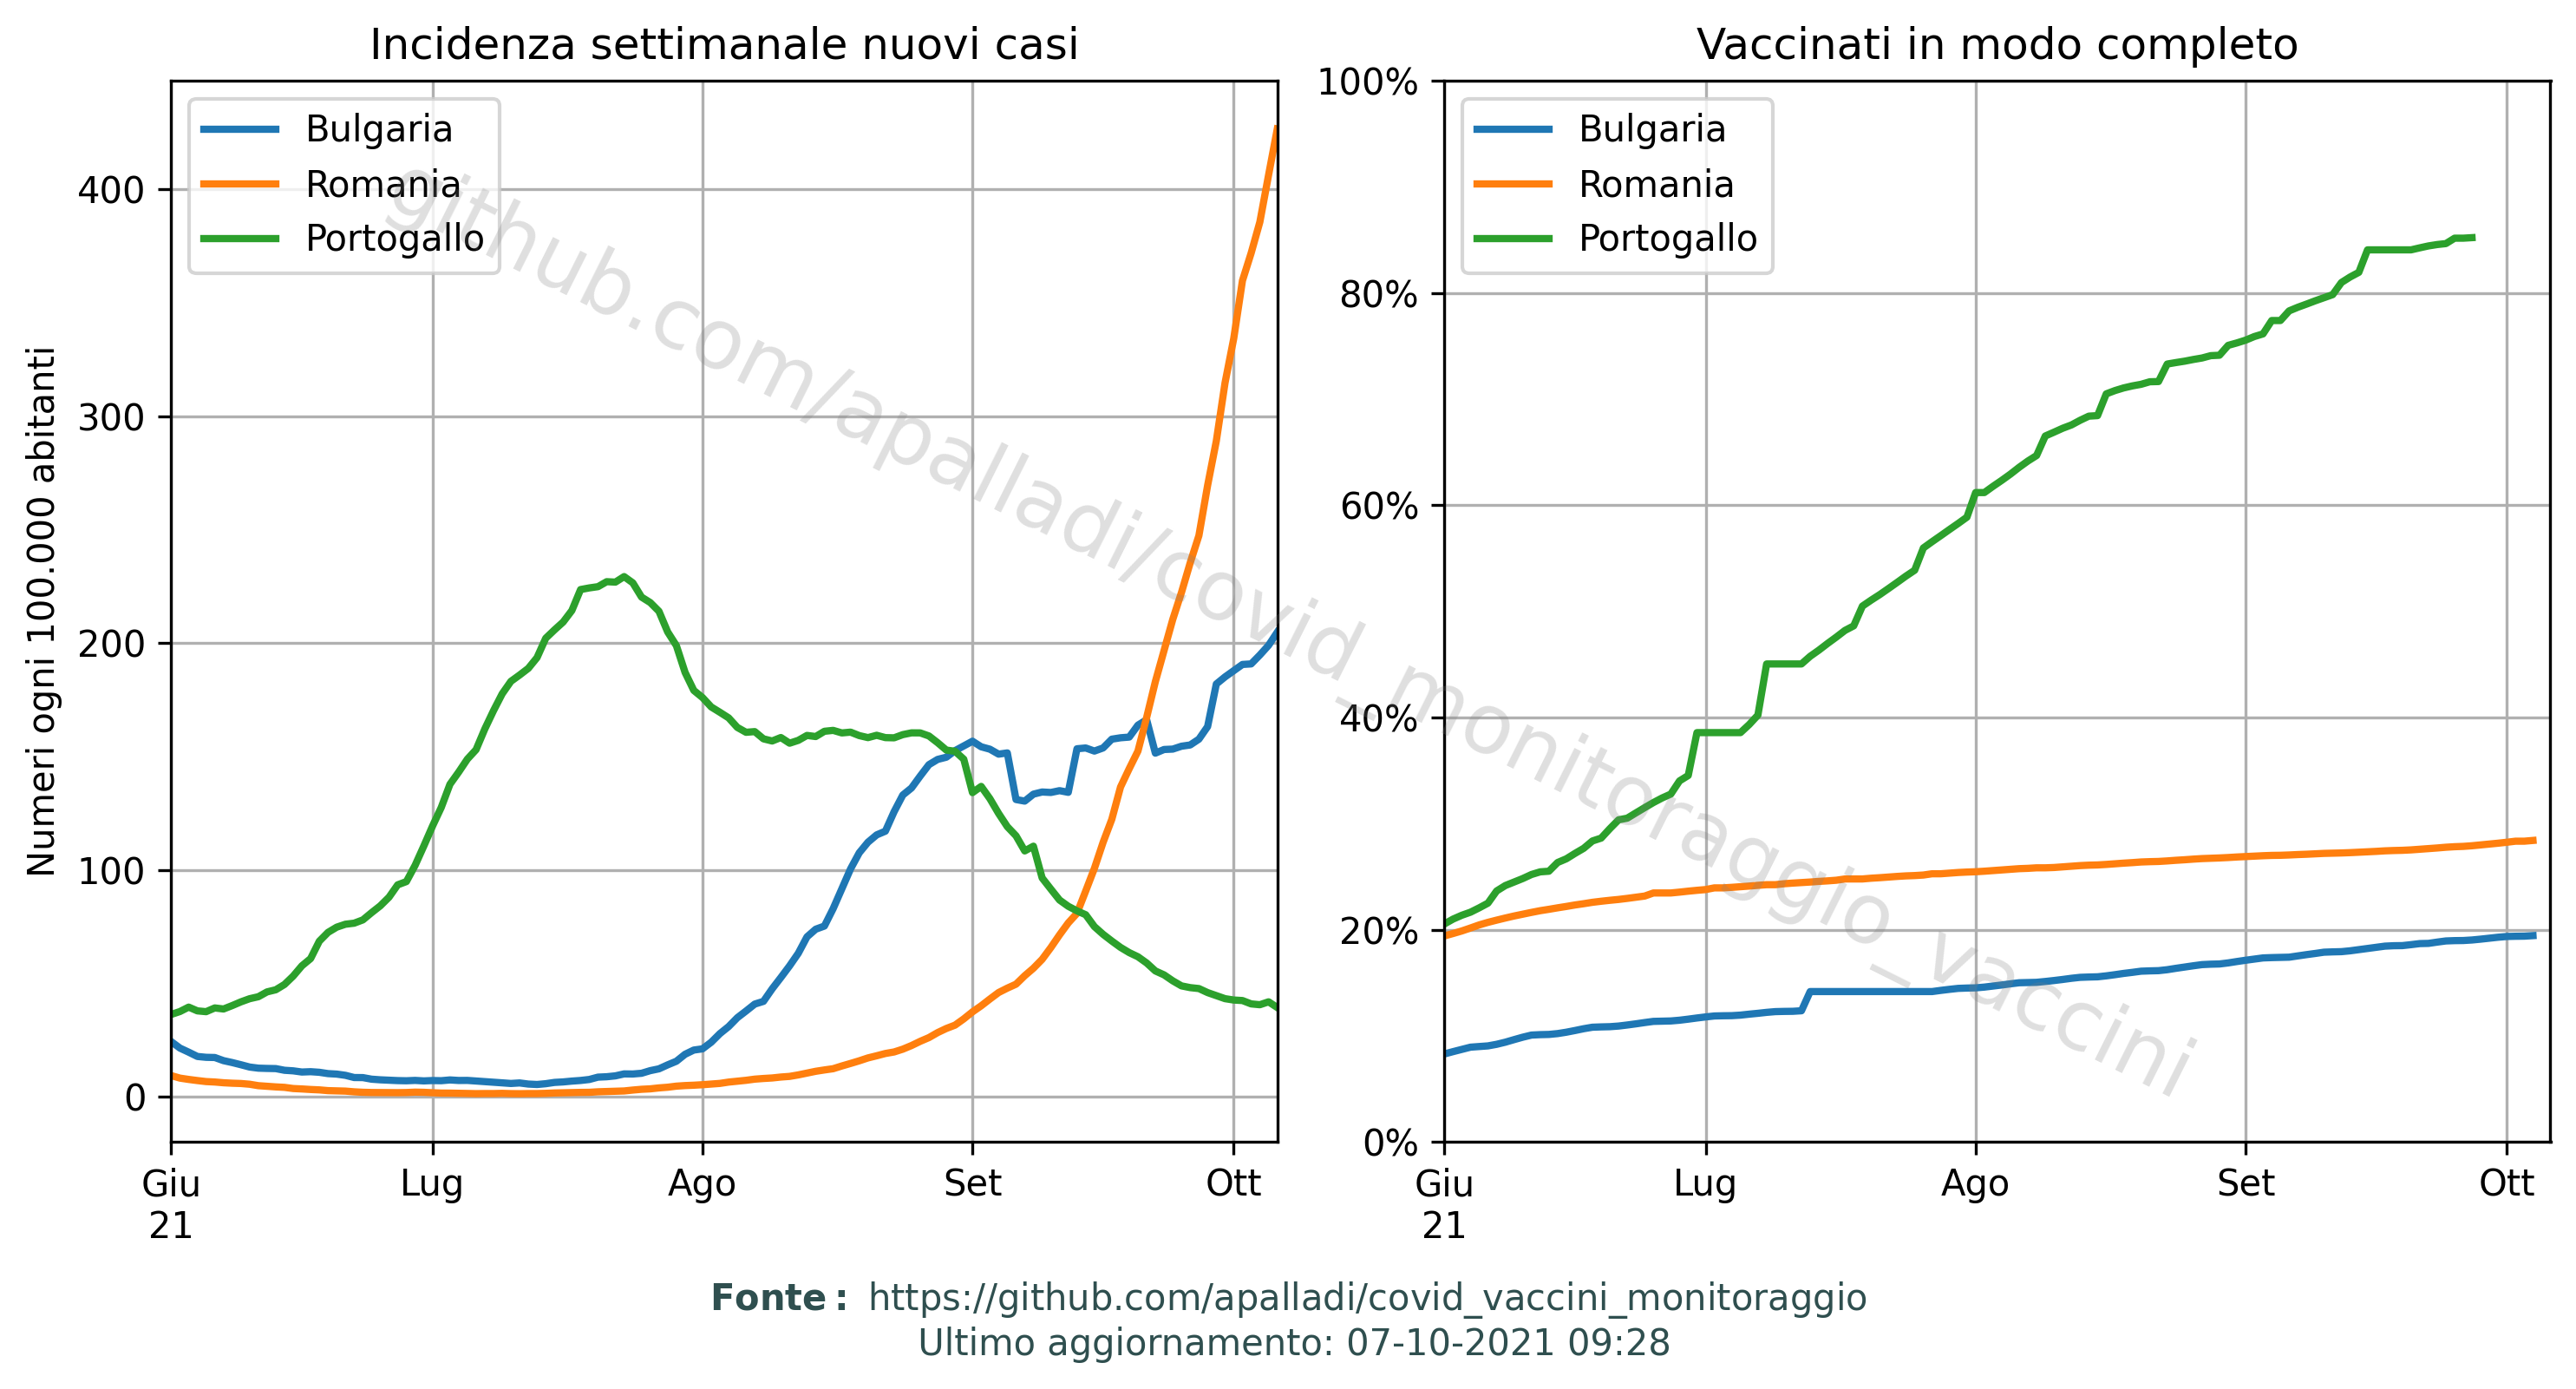 Incidenza settimanale nuovi casi
Numeri ogni 100.000 abitanti
400
300
200
100
0
Bulgaria
Romania
Portogallo
Giu
21
Lug
Ago
Set
Ott
Vaccinati in modo completo
100%
80%
60%
40%
20%
0%
Bulgaria
Romania
Portogallo
Giu
21
Lug
Ago
Set
Ott
github.com/apalladi/covid_monitoraggio_vaccini
Fonte: https://github.com/apalladi/covid_vaccini_monitoraggio
Ultimo aggiornamento: 07-10-2021 09:28